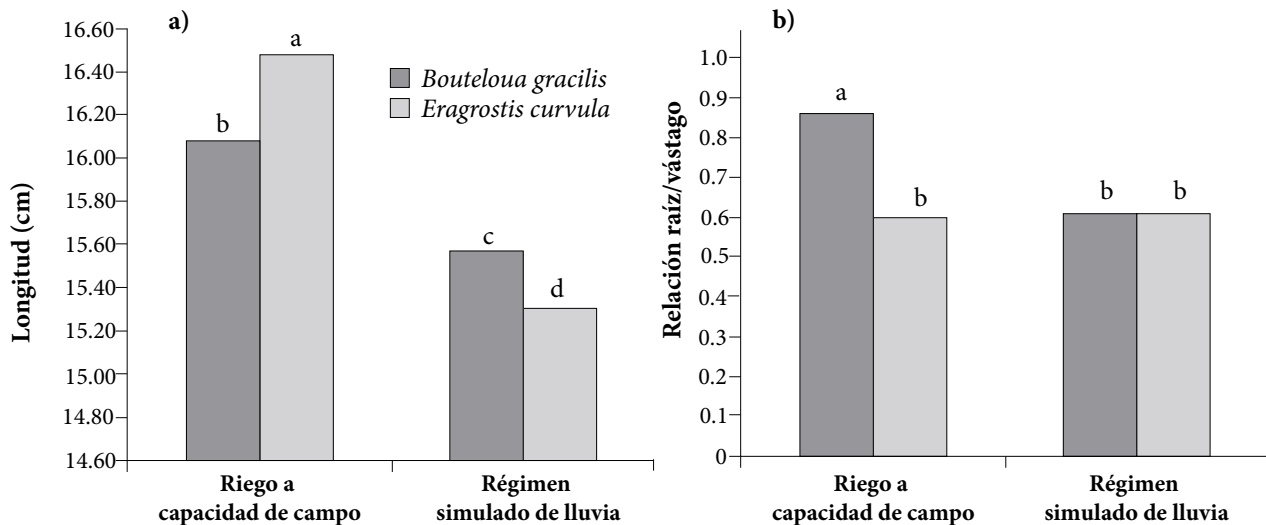 a)
Longitud (cm)
16.60
16.40
16.20
16.00
15.80
15.60
15.40
15.20
15.00
14.80
14.60
b
a
c
d
Bouteloua gracilis
Eragrostis curvula
Riego a
capacidad de campo
Régimen
simulado de lluvia
b)
Relación raíz/vástago
1.0
0.9
0.8
0.7
0.6
0.5
0.4
0.3
0.2
0.1
0
a
b
b
b
Riego a
capacidad de campo
Régimen
simulado de lluvia